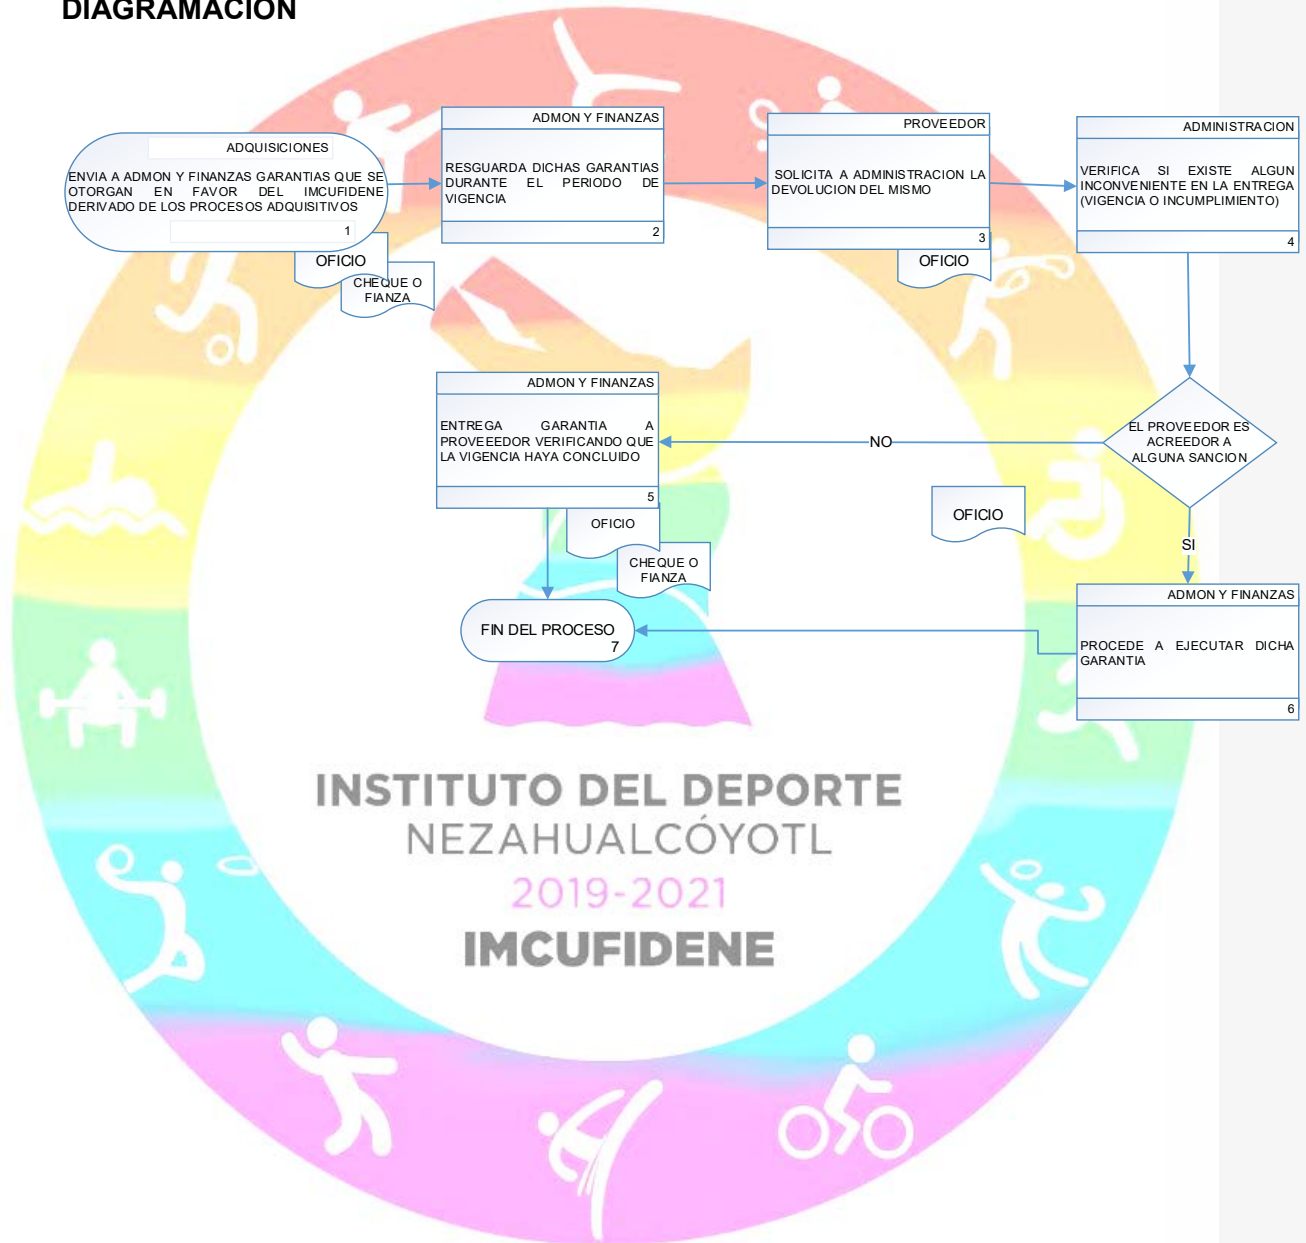 DIAGRAMACIÓN
ADQUISICIONES
ENVIA A ADMON Y FINANZAS GARANTIAS QUE SE
OTORGAN EN FAVOR DEL IMCUFIDENE
DERIVADO DE LOS PROCESOS ADQUISITIVOS
1
OFICIO
CHEQUE O
FIANZA
ADMON Y FINANZAS
RESGUARDA DICHAS GARANTIAS
DURANTE EL PERIODO DE
VIGENCIA
2
PROVEEDOR
SOLICITA A ADMINISTRACION LA
DEVOLUCION DEL MISMO
3
OFICIO
ADMINISTRACION
VERIFICA SI EXISTE ALGUN
INCONVENIENTE EN LA ENTREGA
(VIGENCIA O INCUMPLIMIENTO)
4
EL PROVEEDOR ES
ACREEDOR A
ALGUNA SANCION
NO
SI
ADMON Y FINANZAS
ENTREGA GARANTIA A
PROVEEEDOR VERIFICANDO QUE
LA VIGENCIA HAYA CONCLUIDO
5
OFICIO
CHEQUE O
FIANZA
OFICIO
ADMON Y FINANZAS
PROCEDE A EJECUTAR DICHA
GARANTIA
6
FIN DEL PROCESO
7
INSTITUTO DEL DEPORTE
NEZAHUALCÓYOTL
2019-2021
IMCUFIDENE